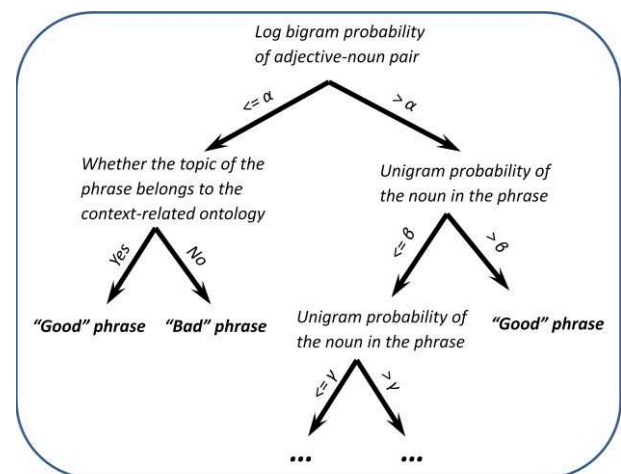 Log bigram probability
of adjective-noun pair
<= α
> α
Whether the topic of the
phrase belongs to the
context-related ontology
Unigram probability of
the noun in the phrase
Yes
No
<= β
> β
“Good” phrase
“Bad” phrase
Unigram probability of
the noun in the phrase
“Good” phrase
<= γ
> γ
...
...